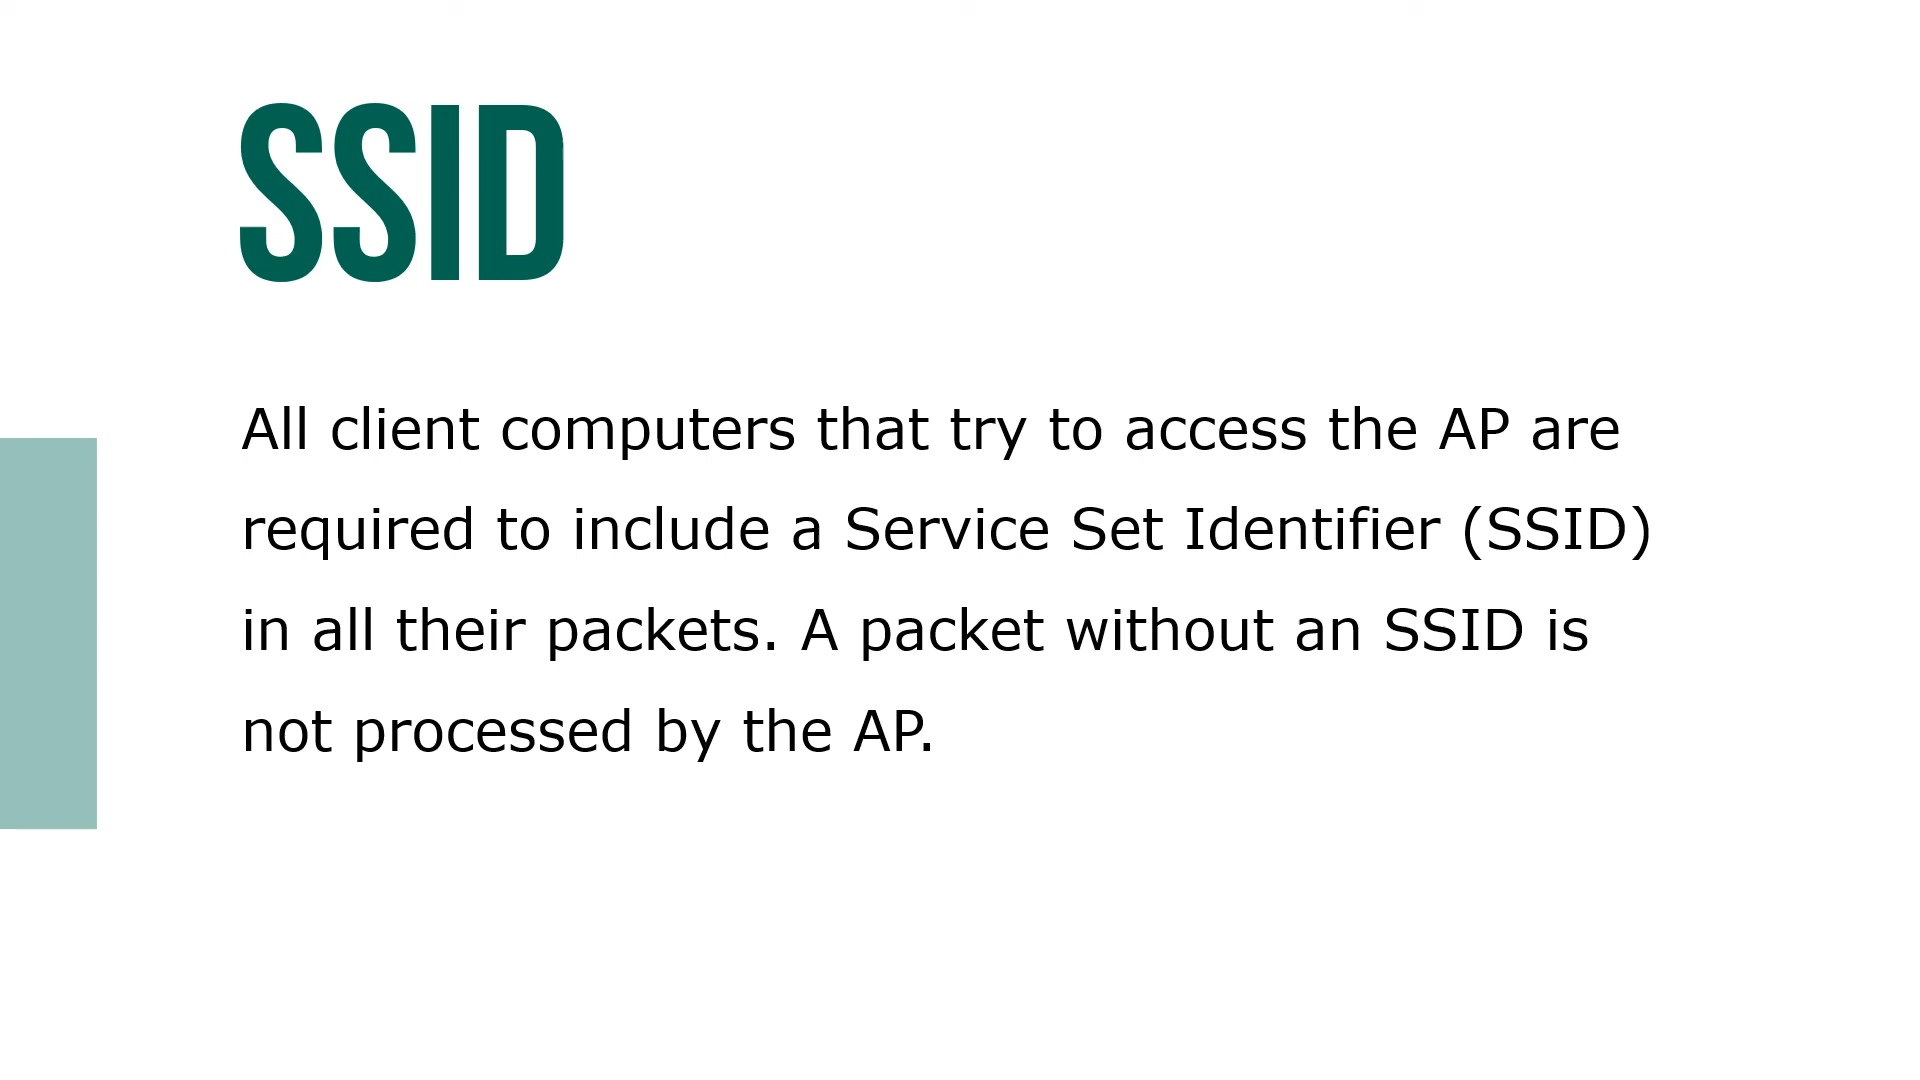 SSID
All client computers that try to access the AP are
required to include a Service Set Identifier (SSID)
in all their packets. A packet without an SSID is
not processed by the AP.